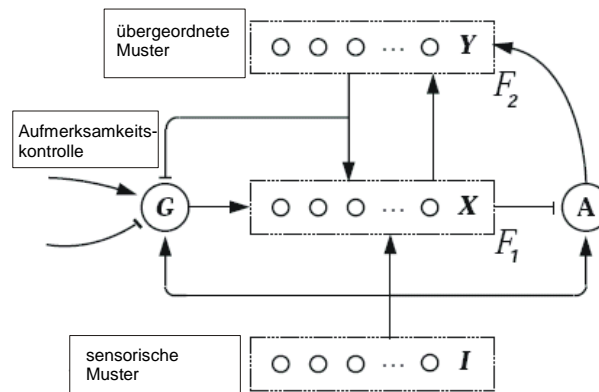 übergeordnete
Muster
... Y
F₂
Aufmerksamkeits-
kontrolle
G
... X
A
F₁
sensorische
Muster
... I